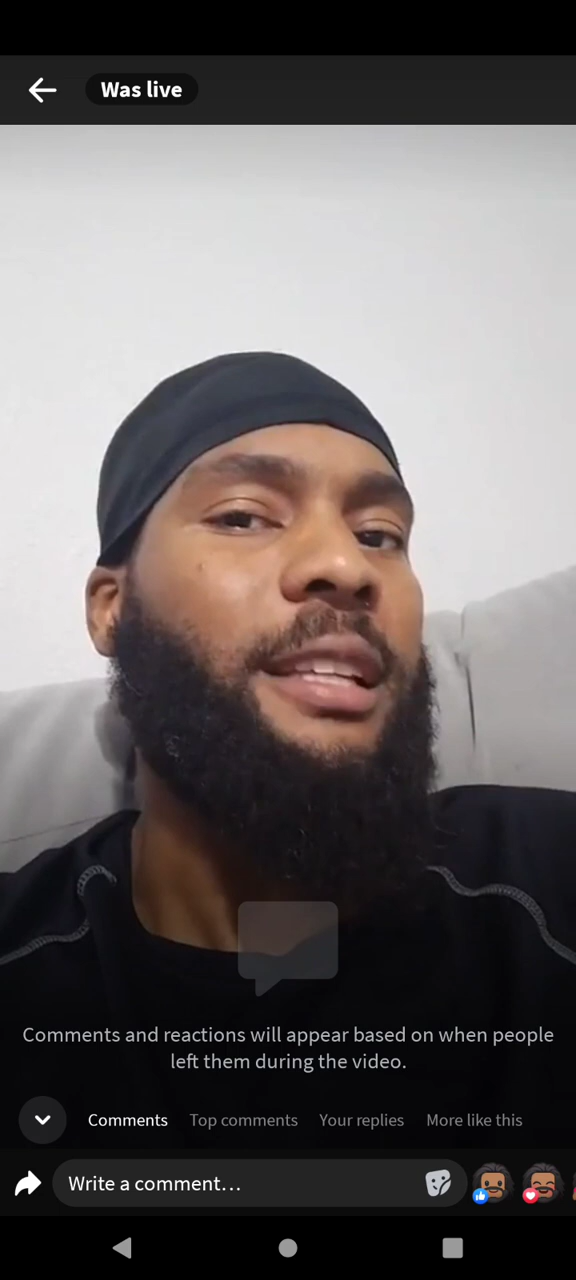 Was live
Comments and reactions will appear based on when people
left them during the video.
Comments Top comments Your replies More like this
Write a comment…